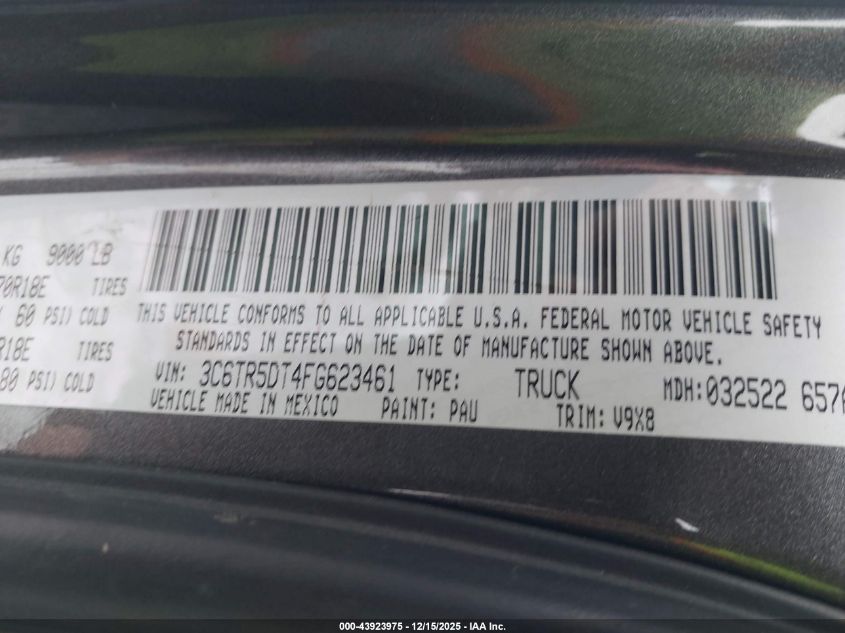 KG 9000 LB
70R18E TIRES
60 PSI) COLD
R18E TIRES
80 PSI) COLD
THIS VEHICLE CONFORMS TO ALL APPLICABLE U.S.A. FEDERAL MOTOR VEHICLE SAFETY
STANDARDS IN EFFECT ON THE DATE OF MANUFACTURE SHOWN ABOVE.
VIN: 3C6TR5DT4FG623461 TYPE: TRUCK MDH:032522 657
VEHICLE MADE IN MEXICO PAINT: PAU TRIM: V9X8
000-43923975 - 12/15/2025 - IAA Inc.